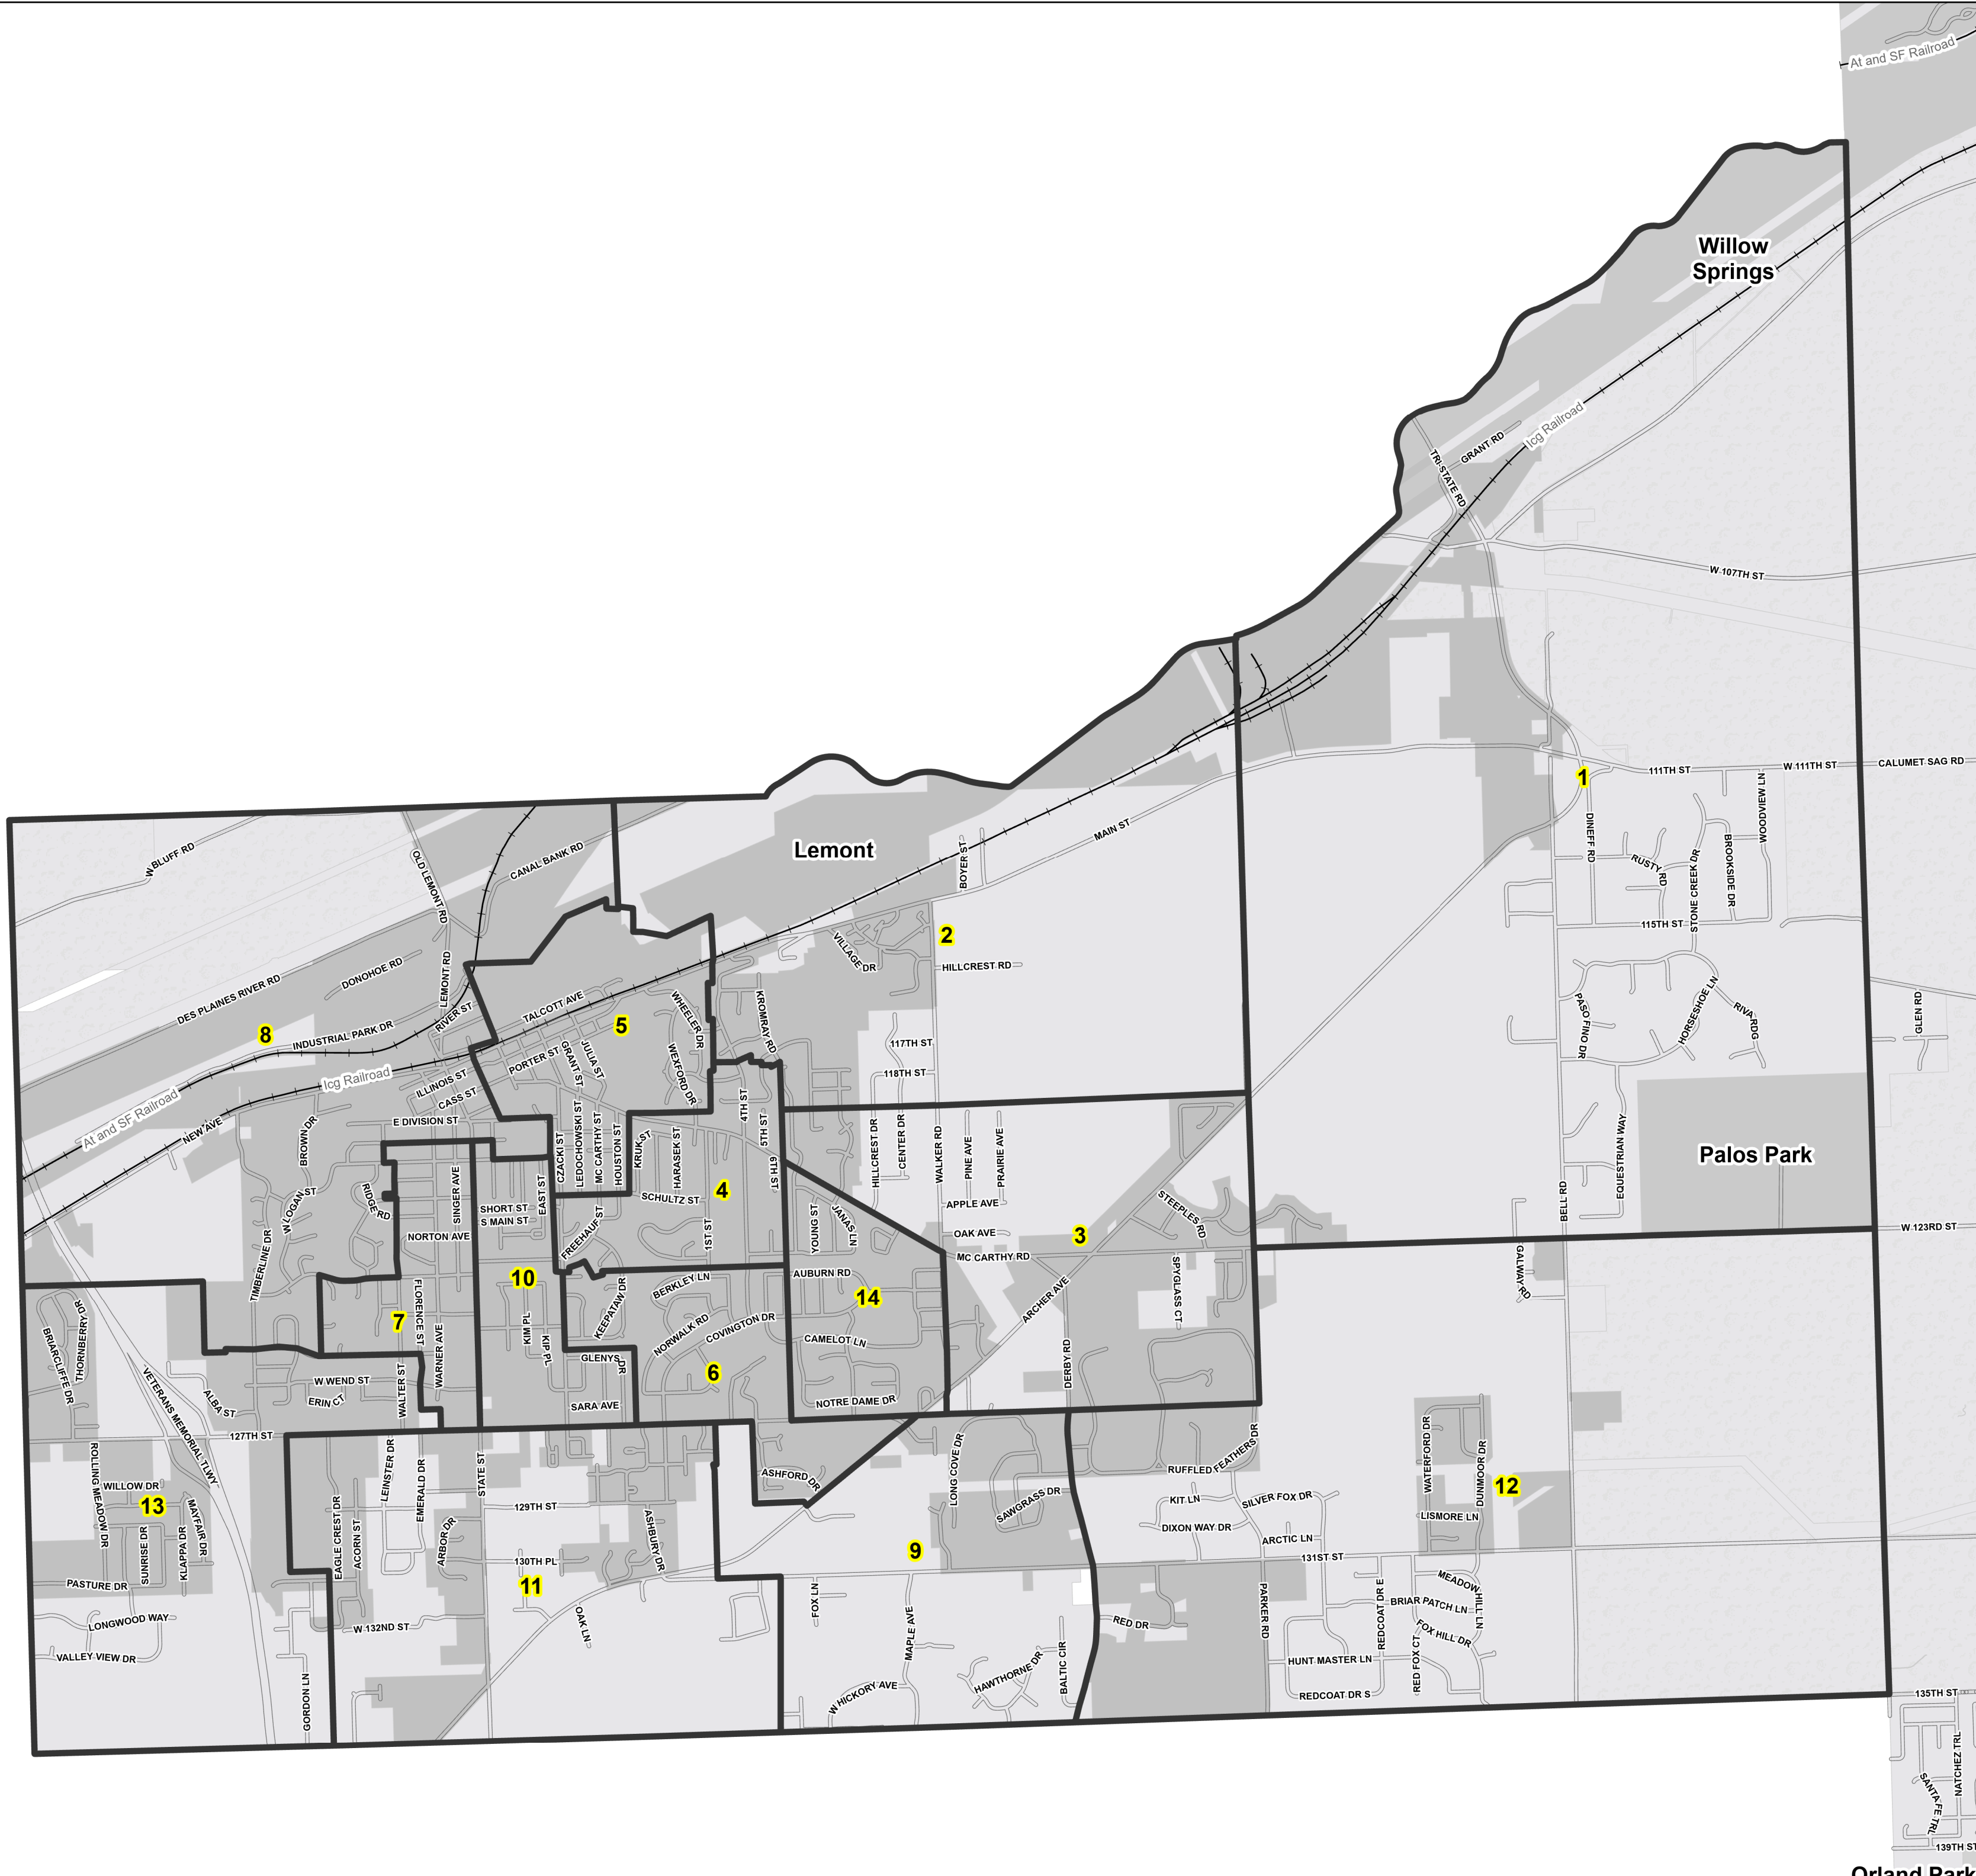 At and SF Railroad
Willow
Springs
Icg Railroad
GRANT RD
TRI STATE RD
W 107TH ST
1
111TH ST
W 111TH ST
CALUMET SAG RD
DINEFF RD
RUSTY RD
STONE CREEK DR
BROOKSIDE DR
WOODVIEW LN
115TH ST
PASO FINO DR
HORSESHOE LN
RIVA RDG
GLEN RD
EQUESTRIAN WAY
BELL RD
Palos Park
W 123RD ST
Lemont
MAIN ST
BOYER ST
2
VILLAGE DR
HILLCREST RD
KROMRAY RD
117TH ST
118TH ST
W BLUFF RD
OLD LEMONT RD
CANAL BANK RD
DONOHOE RD
DES PLAINES RIVER RD
LEMONT RD
8
INDUSTRIAL PARK DR
RIVER ST
TALCOTT AVE
5
WHEELER DR
WEXFORD DR
PORTER ST
GRANT ST
JULIA ST
Icg Railroad
At and SF Railroad
NEW AVE
ILLINOIS ST
CASS ST
E DIVISION ST
BROWN DR
W LOGAN ST
RIDGE RD
TIMBERLINE DR
SINGER AVE
NORTON AVE
SHORT ST
S MAIN ST
EAST ST
CZACKI ST
LEDOCHOWSKI ST
MC CARTHY ST
HOUSTON ST
KRUK ST
HARASEK ST
4TH ST
5TH ST
6TH ST
4
SCHULTZ ST
FREEHAUF ST
1ST ST
HILLCREST DR
CENTER DR
WALKER RD
PINE AVE
PRAIRIE AVE
APPLE AVE
OAK AVE
MC CARTHY RD
3
STEEPLES RD
SPYGLASS CT
ARCHER AVE
DERBY RD
YOUNG ST
JANAS LN
AUBURN RD
14
CAMELOT LN
NOTRE DAME DR
10
KIM PL
KIP PL
KEEPATAW DR
BERKLEY LN
NORWALK RD
COVINGTON DR
GLENYS DR
6
SARA AVE
7
FLORENCE ST
WARNER AVE
WALTER ST
W WEND ST
ERIN CT
ALBA ST
THORNBERRY DR
BRIARCLIFFE DR
VETERANS MEMORIAL TLWY
127TH ST
ROLLING MEADOW DR
WILLOW DR
13
SUNRISE DR
KLAPPA DR
MAYFAIR DR
PASTURE DR
LONGWOOD WAY
VALLEY VIEW DR
GORDON LN
EAGLE CREST DR
ACORN ST
LEINSTER DR
EMERALD DR
ARBOR DR
STATE ST
129TH ST
130TH PL
11
W 132ND ST
OAK LN
ASHBURY DR
ASHFORD DR
LONG COVE DR
SAWGRASS DR
9
FOX LN
MAPLE AVE
W HICKORY AVE
HAWTHORNE DR
BALTIC CIR
RUFFLED FEATHERS DR
KIT LN
SILVER FOX DR
DIXON WAY DR
ARCTIC LN
131ST ST
RED DR
PARKER RD
HUNT MASTER LN
REDCOAT DR S
REDCOAT DR E
BRIAR PATCH LN
FOX HILL DR
RED FOX CT
MEADOW HILL LN
GALWAY RD
WATERFORD DR
DUNMOOR DR
12
LISMORE LN
135TH ST
NATCHEZ TRL
SANTA FE TRL
139TH ST
Orland Park